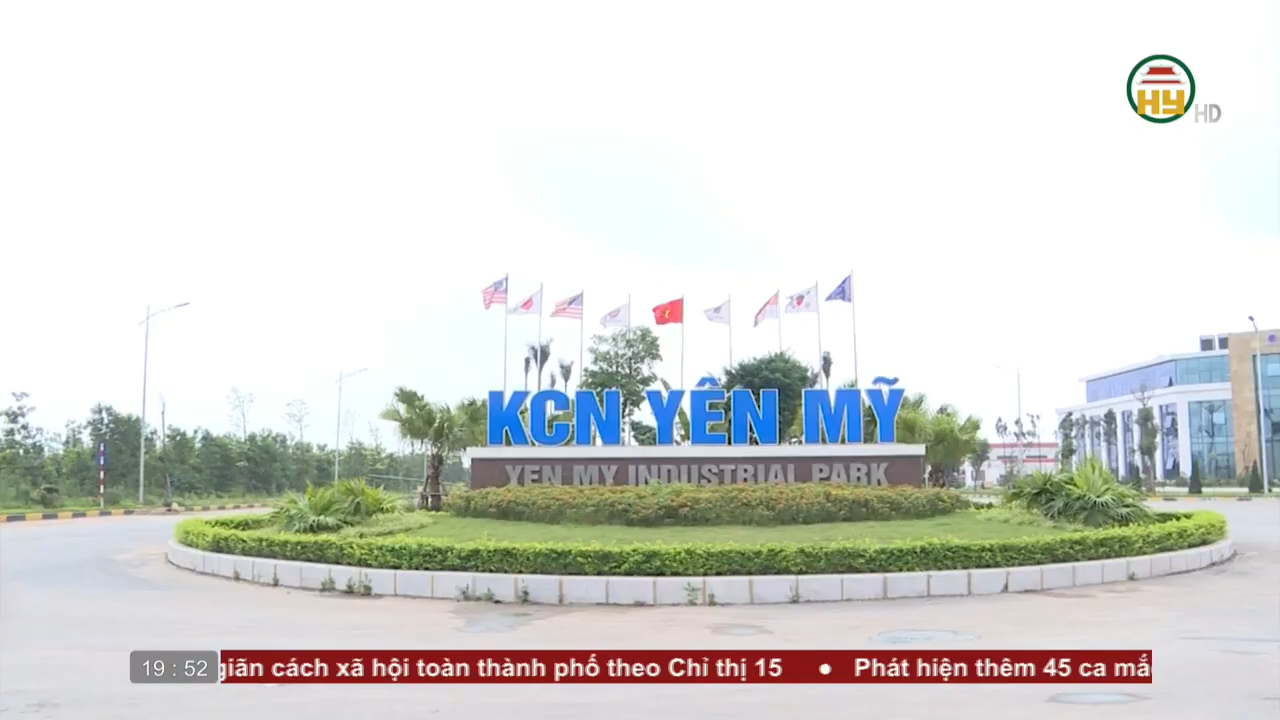 HY HD
KCN YÊN MỸ
YEN MY INDUSTRIAL PARK
19 : 52
giãn cách xã hội toàn thành phố theo Chỉ thị 15 ● Phát hiện thêm 45 ca mắc